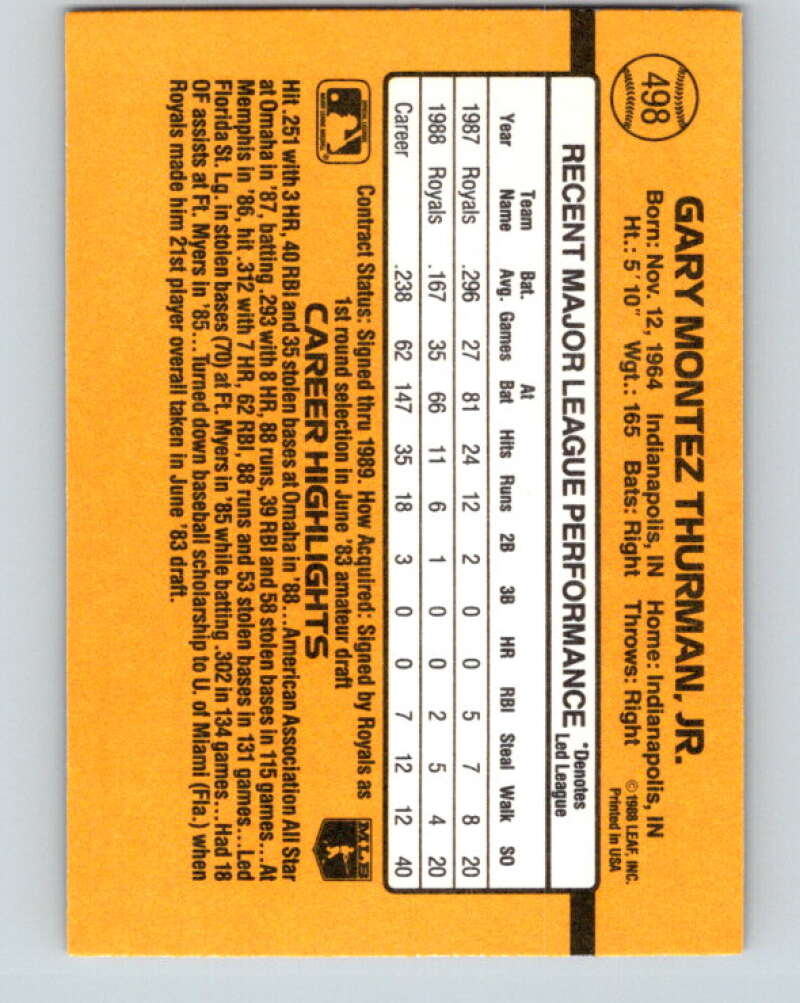 498
GARY MONTEZ THURMAN, JR.
Born: Nov. 12, 1964 Indianapolis, IN Home: Indianapolis, IN
Ht.: 5' 10" Wgt.: 165 Bats: Right Throws: Right
©1988 LEAF, INC.
Printed in USA
RECENT MAJOR LEAGUE PERFORMANCE
*Denotes
Led League
Year Team Name Bat. Avg. Games At Bat Hits Runs 2B 3B HR RBI Steal Walk SO
1987 Royals .296 27 81 24 12 2 0 0 5 7 8 20
1988 Royals .167 35 66 11 6 1 0 0 2 5 4 20
Career .238 62 147 35 18 3 0 0 7 12 12 40
Contract Status: Signed thru 1989. How Acquired: Signed by Royals as
1st round selection in June '83 amateur draft
CAREER HIGHLIGHTS
MLB
Hit .251 with 3 HR, 40 RBI and 35 stolen bases at Omaha in '88...American Association All Star
at Omaha in '87, batting .293 with 8 HR, 88 runs, 39 RBI and 58 stolen bases in 115 games...At
Memphis in '86, hit .312 with 7 HR, 62 RBI, 88 runs and 53 stolen bases in 131 games...Led
Florida St. Lg. in stolen bases (70) at Ft. Myers in '85 while batting .302 in 134 games...Had 18
OF assists at Ft. Myers in '85...Turned down baseball scholarship to U. of Miami (Fla.) when
Royals made him 21st player overall taken in June '83 draft.